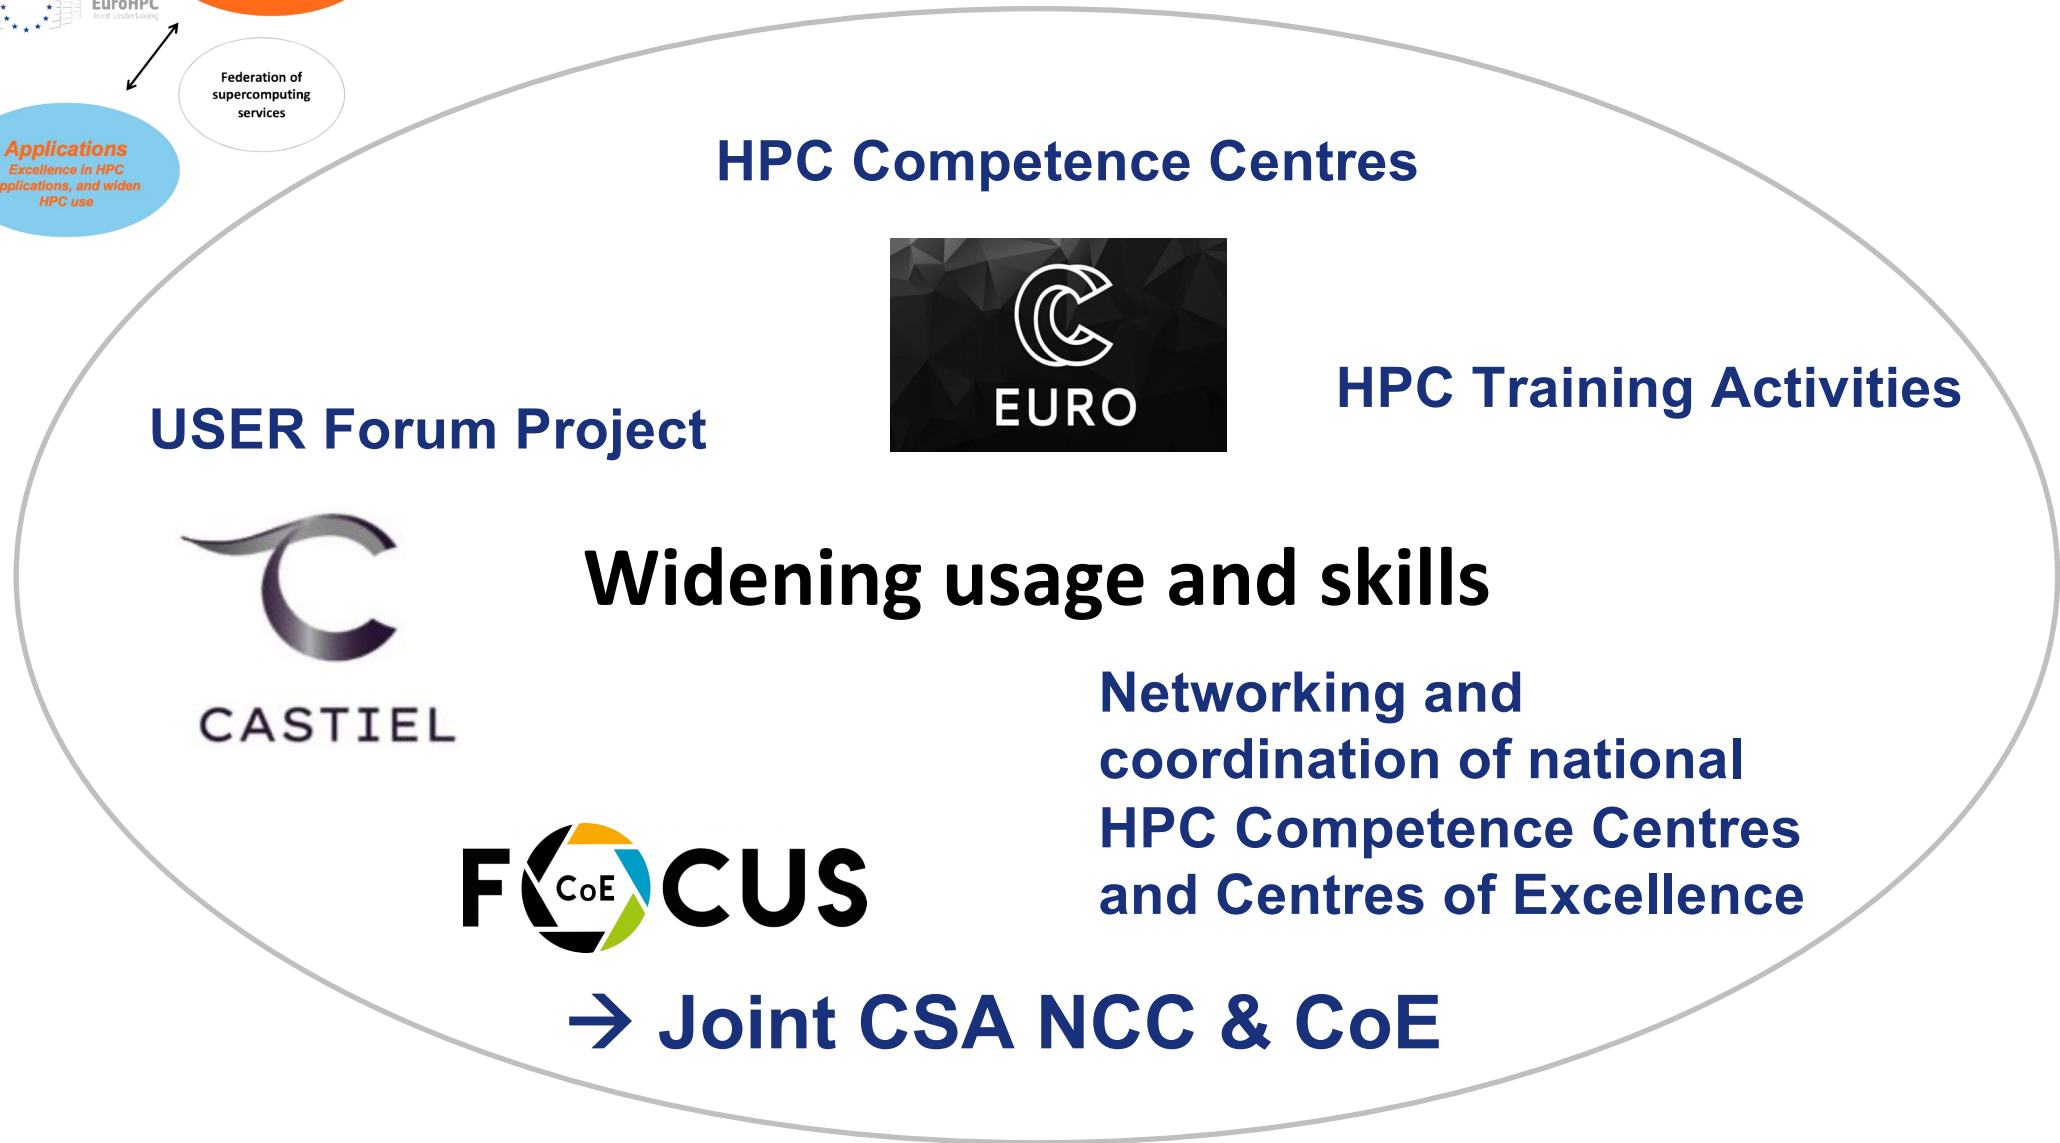 EuroHPC
Joint Undertaking
Federation of
supercomputing
services
Applications
Excellence in HPC
pplications, and widen
HPC use
HPC Competence Centres
EURO
HPC Training Activities
USER Forum Project
Widening usage and skills
CASTIEL
Networking and
coordination of national
HPC Competence Centres
and Centres of Excellence
FOCUS
CoE
→ Joint CSA NCC & CoE